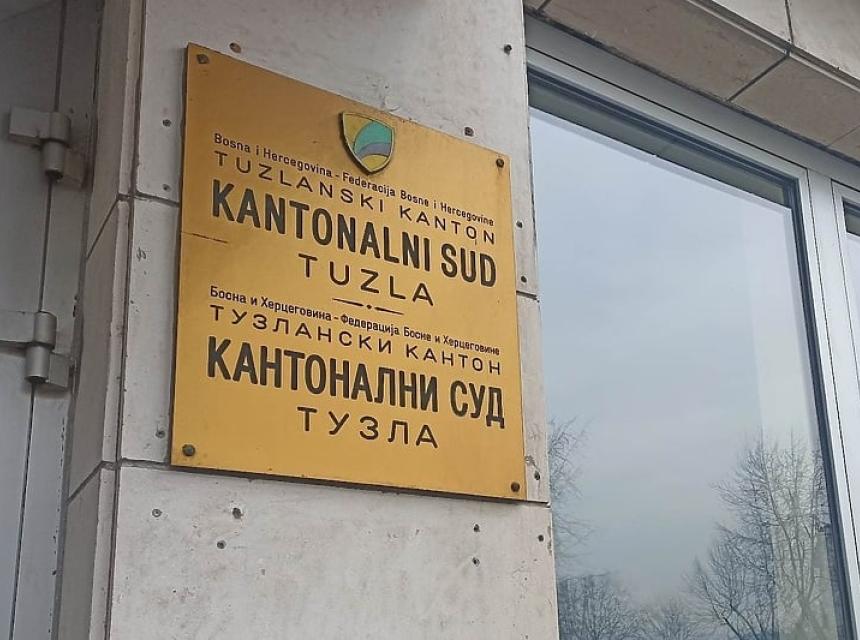 Bosna i Hercegovina - Federacija Bosne i Hercegovine
TUZLANSKI KANTON
KANTONALNI SUD
TUZLA
Босна и Херцеговина - Федерација Босне и Херцеговине
ТУЗЛАНСКИ КАНТОН
КАНТОНАЛНИ СУД
ТУЗЛА